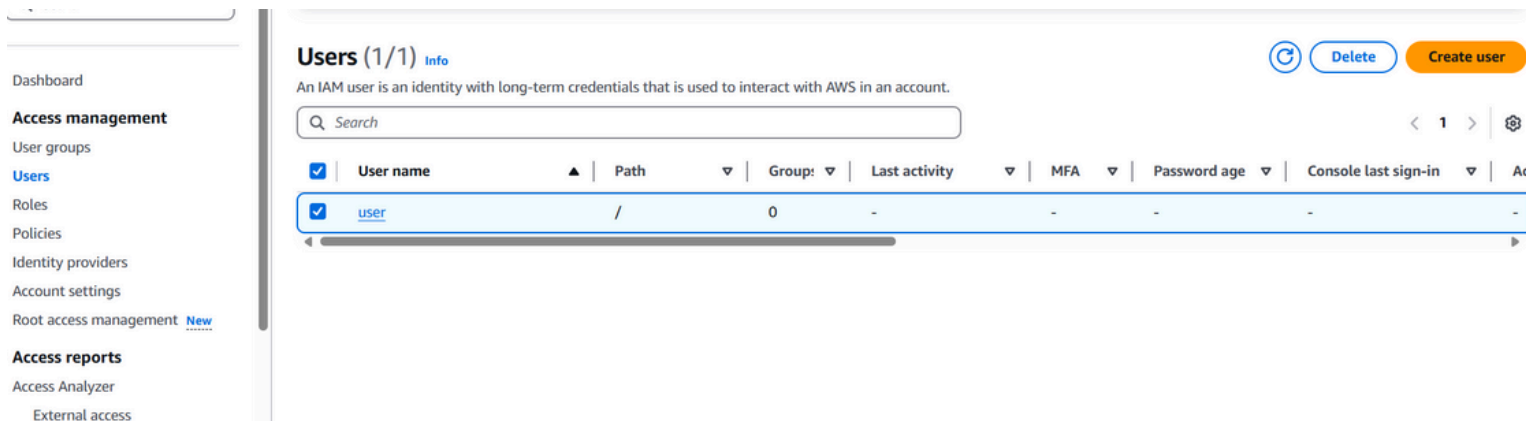 Users (1/1) Info
Delete
Create user
An IAM user is an identity with long-term credentials that is used to interact with AWS in an account.
Search
1
User name Path Group: Last activity MFA Password age Console last sign-in
user / 0 - - - - -
Dashboard
Access management
User groups
Users
Roles
Policies
Identity providers
Account settings
Root access management New
Access reports
Access Analyzer
External access